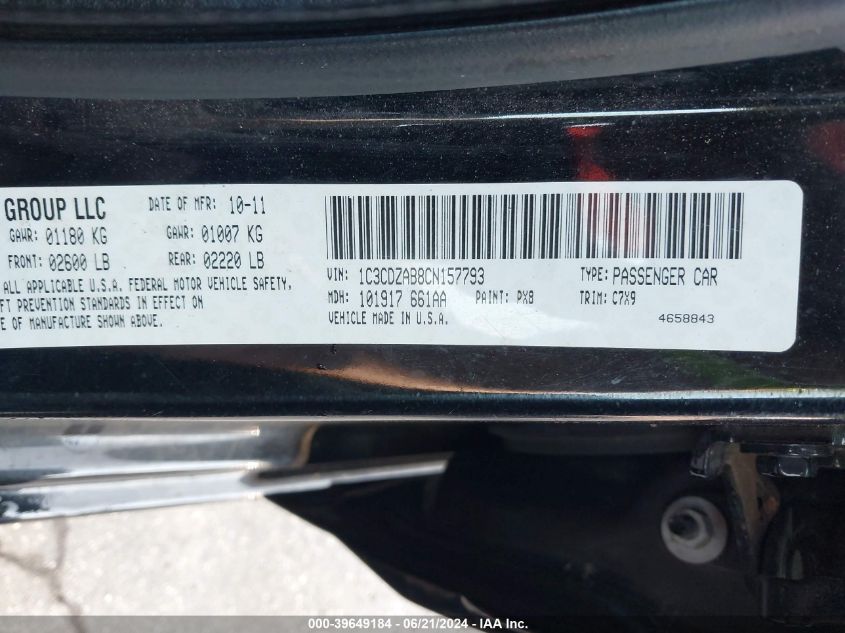 GROUP LLC DATE OF MFR: 10-11
GAWR: 01180 KG GAWR: 01007 KG
FRONT: 02600 LB REAR: 02220 LB
ALL APPLICABLE U.S.A. FEDERAL MOTOR VEHICLE SAFETY,
FT PREVENTION STANDARDS IN EFFECT ON
E OF MANUFACTURE SHOWN ABOVE.
VIN: 1C3CDZAB8CN157793 TYPE: PASSENGER CAR
MDH: 101917 661AA PAINT: PX8 TRIM: C7X9
VEHICLE MADE IN U.S.A. 4658843
000-39649184 - 06/21/2024 - IAA Inc.